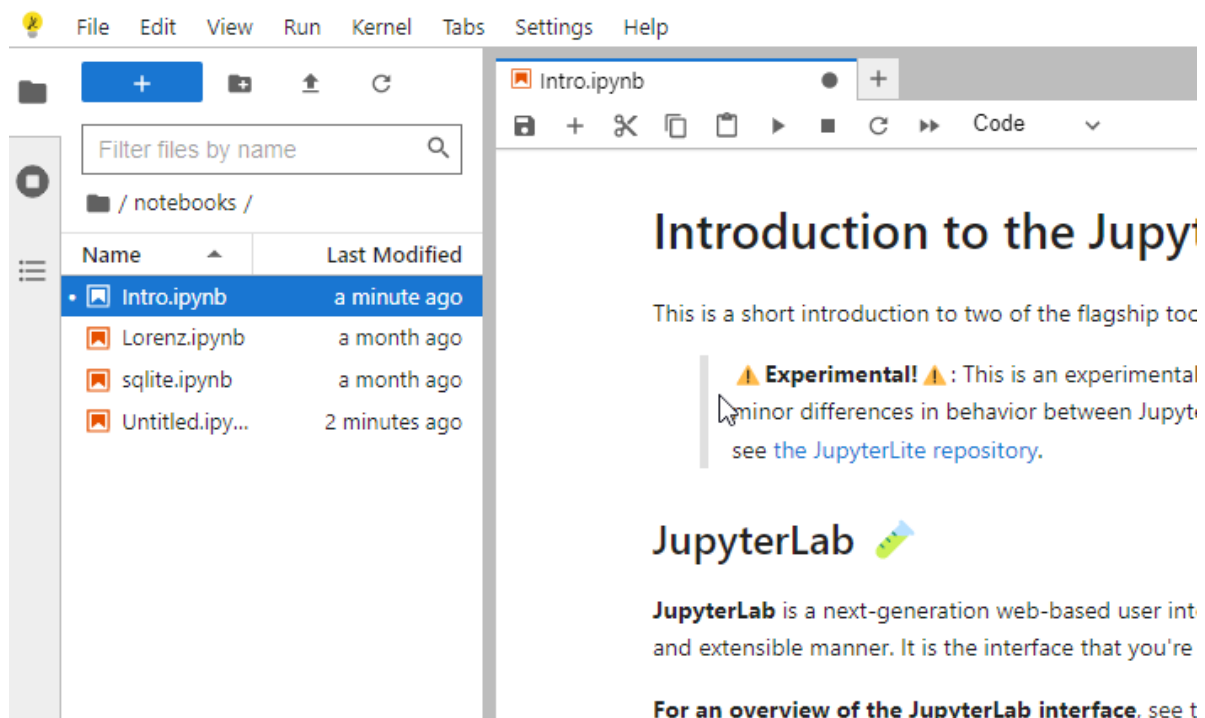 File Edit View Run Kernel Tabs Settings Help
Filter files by name
/ notebooks /
Name Last Modified
Intro.ipynb a minute ago
Lorenz.ipynb a month ago
sqlite.ipynb a month ago
Untitled.ipy... 2 minutes ago
Intro.ipynb
Code
Introduction to the Jupyt
This is a short introduction to two of the flagship too
⚠ Experimental! ⚠ : This is an experimental
minor differences in behavior between Jupyte
see the JupyterLite repository.
JupyterLab
JupyterLab is a next-generation web-based user inte
and extensible manner. It is the interface that you're
For an overview of the JupyterLab interface, see t